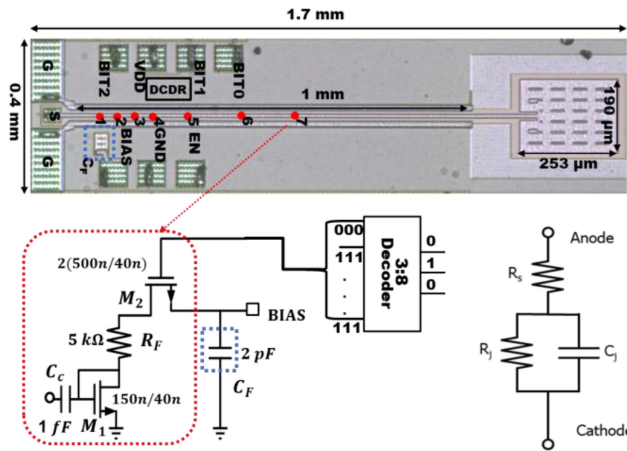 1.7 mm
0.4 mm
G
S
G
BIT2
VDD
BIT1
BIT0
DCDR
1 mm
1
2
3
4
5
6
7
BIAS
GND
EN
C_F
190 µm
253 µm
2(500n/40n)
M_2
5 kΩ
R_F
C_c
1 fF
M_1
150n/40n
BIAS
2 pF
C_F
000
111
.
.
.
111
3:8
Decoder
0
1
0
Anode
R_s
R_j
C_j
Cathode